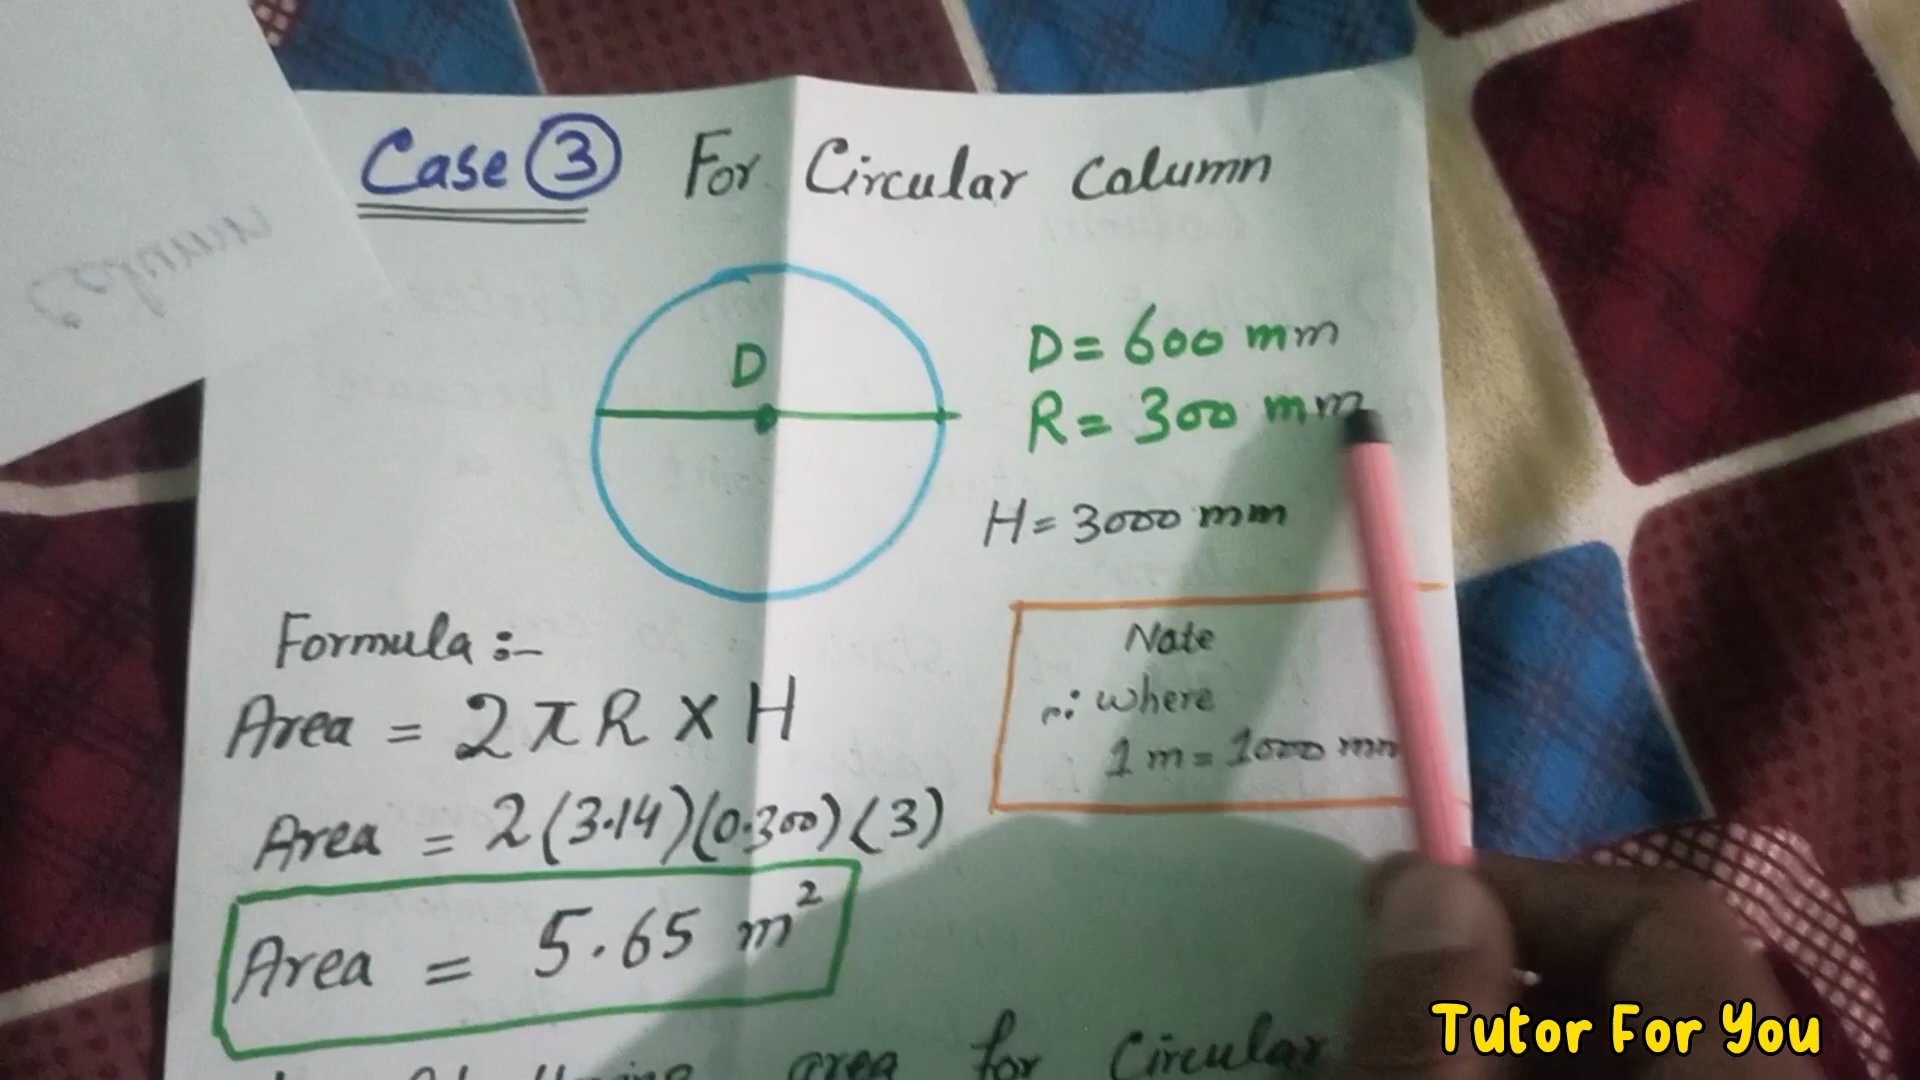 Case ③ For Circular Column
D
D = 600 mm
R = 300 mm
H = 3000 mm
Formula :-
Area = 2πR × H
Area = 2(3.14)(0.300)(3)
Area = 5.65 m²
Note
∴ where
1 m = 1000 mm
area for Circular
Tutor For You